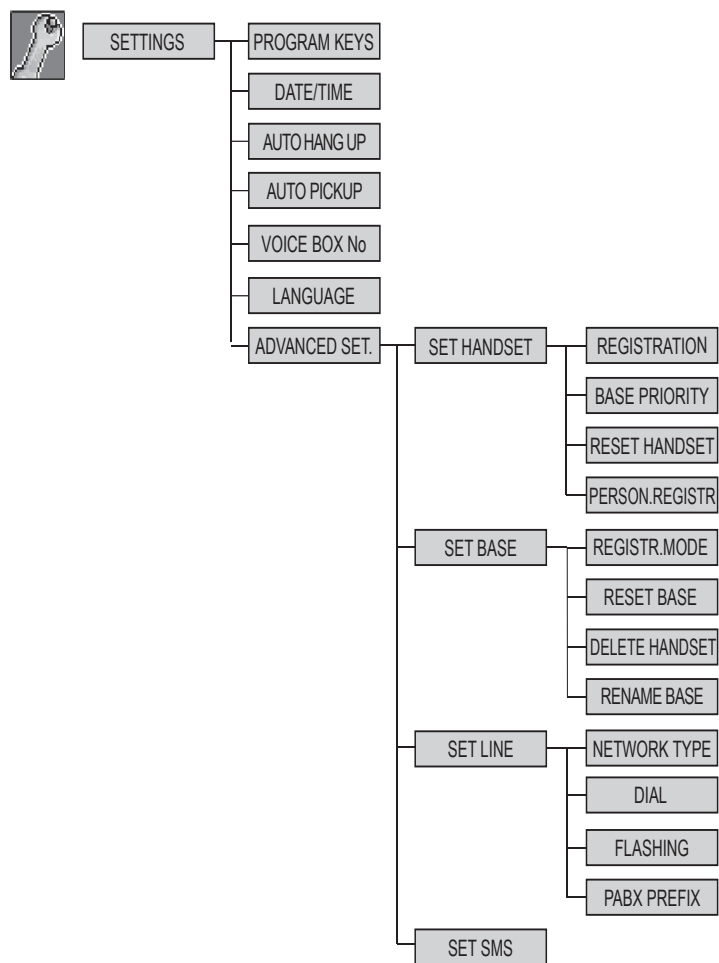 SETTINGS
PROGRAM KEYS
DATE/TIME
AUTO HANG UP
AUTO PICKUP
VOICE BOX No
LANGUAGE
ADVANCED SET.
SET HANDSET
REGISTRATION
BASE PRIORITY
RESET HANDSET
PERSON.REGISTR
SET BASE
REGISTR.MODE
RESET BASE
DELETE HANDSET
RENAME BASE
SET LINE
NETWORK TYPE
DIAL
FLASHING
PABX PREFIX
SET SMS